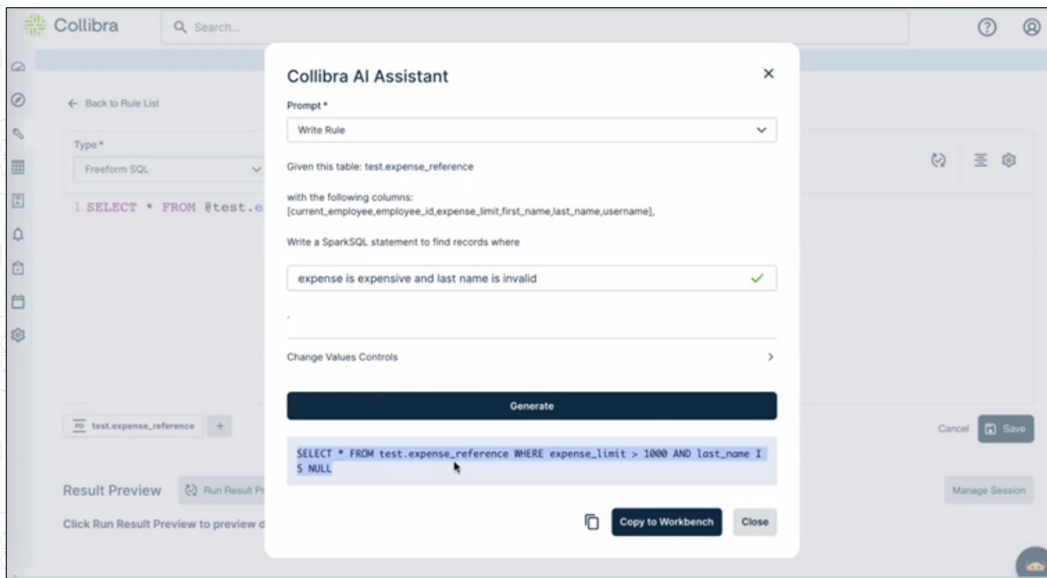 Collibra
Search...
Back to Rule List
Type *
Freeform SQL
1 SELECT * FROM @test.e
test.expense_reference
+
Cancel
Save
Result Preview
Run Result Pr
Manage Session
Click Run Result Preview to preview d
Collibra AI Assistant
Prompt *
Write Rule
Given this table: test.expense_reference
with the following columns:
[current_employee,employee_id,expense_limit,first_name,last_name,username],
Write a SparkSQL statement to find records where
expense is expensive and last name is invalid
.
Change Values Controls
Generate
SELECT * FROM test.expense_reference WHERE expense_limit > 1000 AND last_name I
S NULL
Copy to Workbench
Close